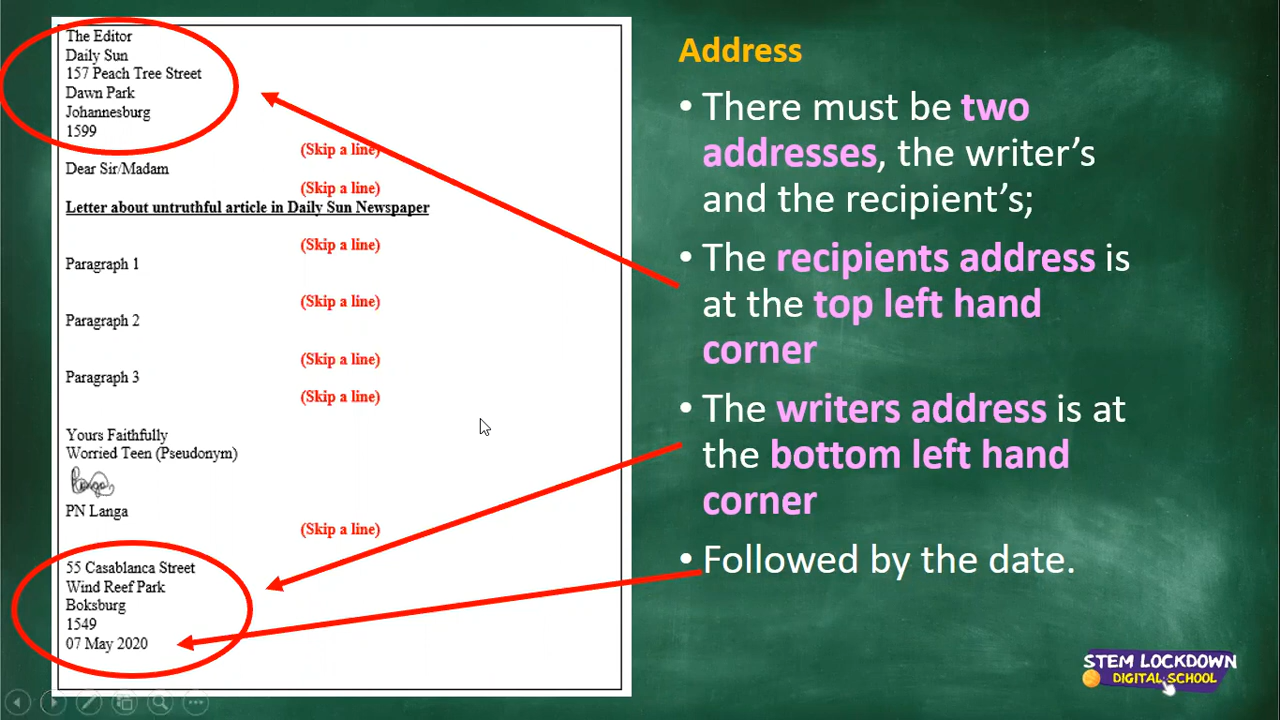 The Editor
Daily Sun
157 Peach Tree Street
Dawn Park
Johannesburg
1599
(Skip a line)
Dear Sir/Madam
(Skip a line)
Letter about untruthful article in Daily Sun Newspaper
(Skip a line)
Paragraph 1
(Skip a line)
Paragraph 2
(Skip a line)
Paragraph 3
(Skip a line)
Yours Faithfully
Worried Teen (Pseudonym)
PN Langa
(Skip a line)
55 Casablanca Street
Wind Reef Park
Boksburg
1549
07 May 2020
Address
• There must be two
addresses, the writer’s
and the recipient’s;
• The recipients address is
at the top left hand
corner
• The writers address is at
the bottom left hand
corner
• Followed by the date.
STEM LOCKDOWN
DIGITAL SCHOOL